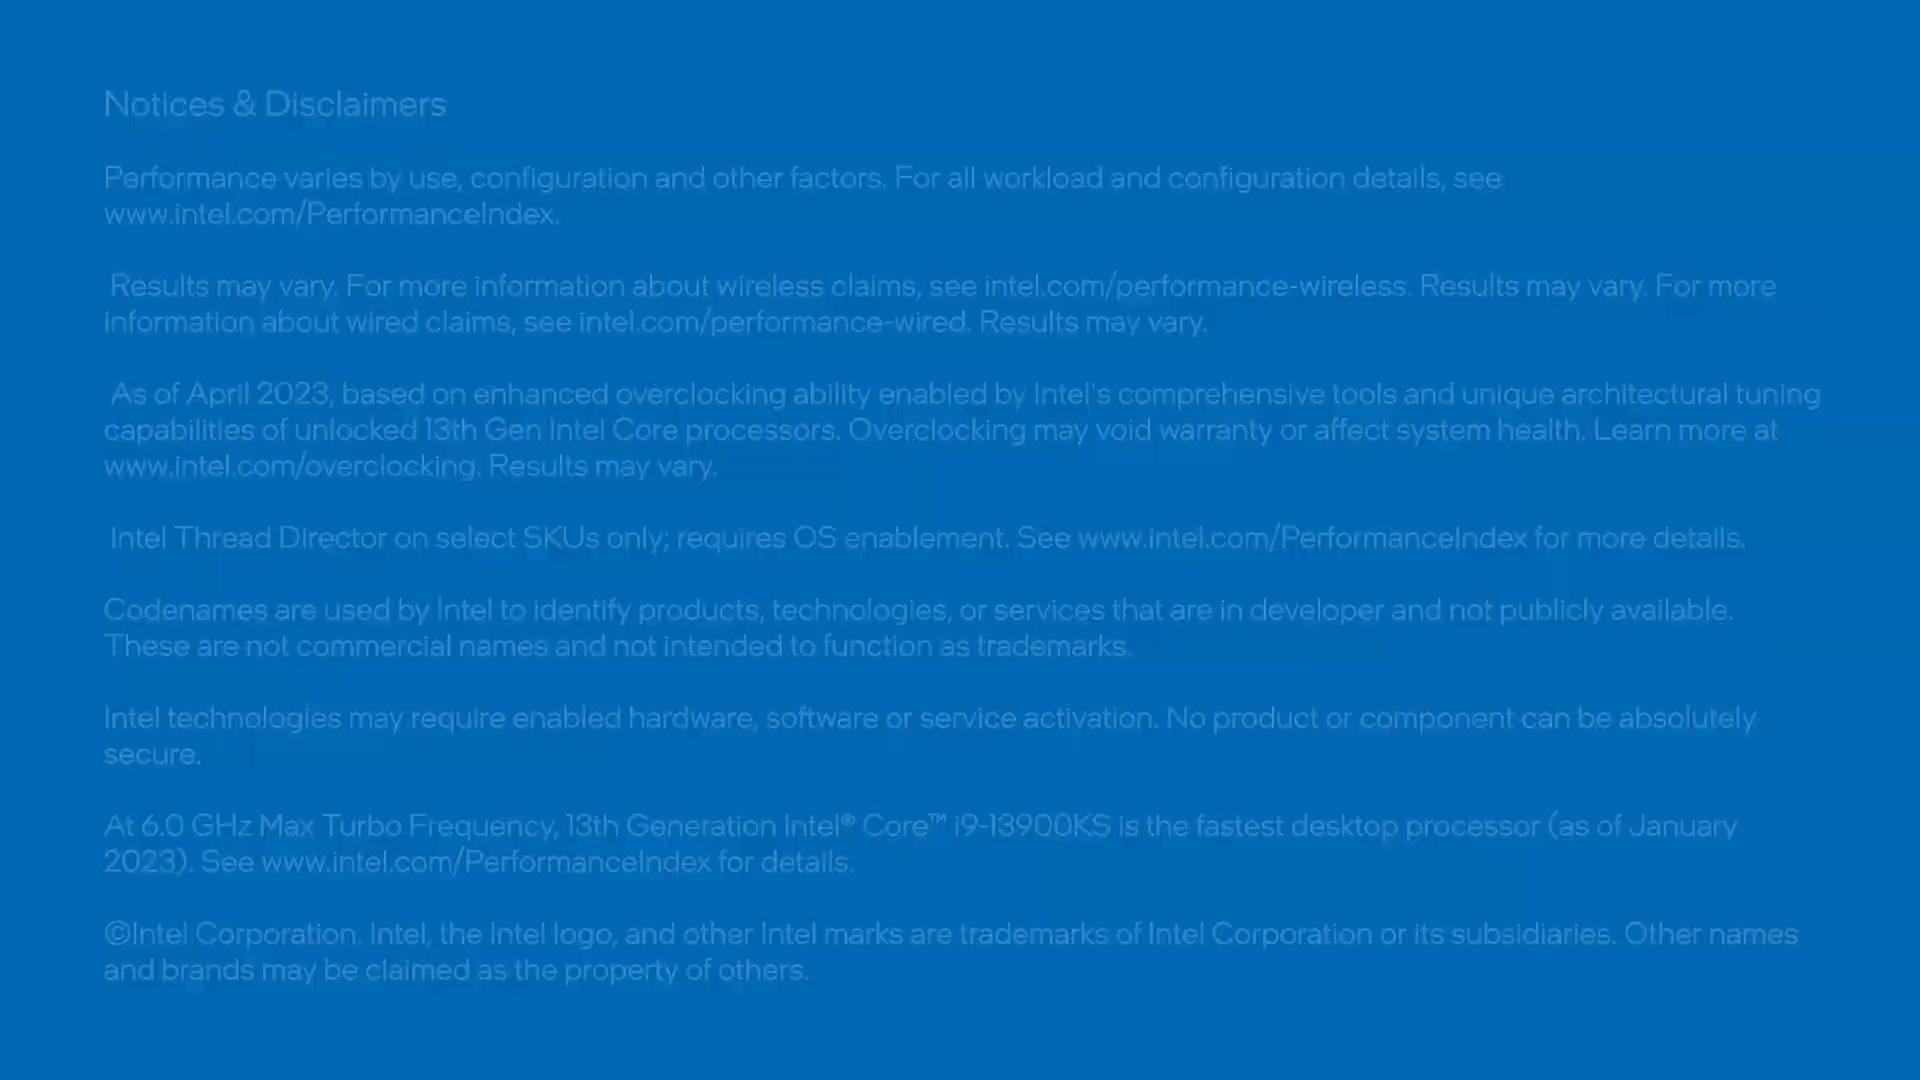 Notices & Disclaimers
Performance varies by use, configuration and other factors. For all workload and configuration details, see
www.intel.com/PerformanceIndex.
Results may vary. For more information about wireless claims, see intel.com/performance-wireless. Results may vary. For more
information about wired claims, see intel.com/performance-wired. Results may vary.
As of April 2023, based on enhanced overclocking ability enabled by Intel's comprehensive tools and unique architectural tuning
capabilities of unlocked 13th Gen Intel Core processors. Overclocking may void warranty or affect system health. Learn more at
www.intel.com/overclocking. Results may vary.
Intel Thread Director on select SKUs only; requires OS enablement. See www.intel.com/PerformanceIndex for more details.
Codenames are used by Intel to identify products, technologies, or services that are in developer and not publicly available.
These are not commercial names and not intended to function as trademarks.
Intel technologies may require enabled hardware, software or service activation. No product or component can be absolutely
secure.
At 6.0 GHz Max Turbo Frequency, 13th Generation Intel® Core™ i9-13900KS is the fastest desktop processor (as of January
2023). See www.intel.com/PerformanceIndex for details.
©Intel Corporation. Intel, the Intel logo, and other Intel marks are trademarks of Intel Corporation or its subsidiaries. Other names
and brands may be claimed as the property of others.